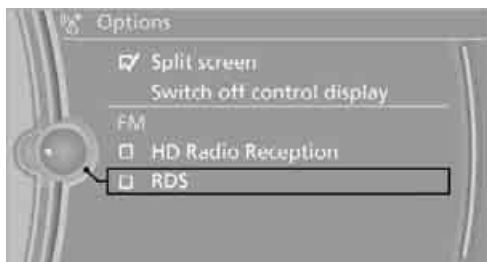 Options
Split screen
Switch off control display
FM
HD Radio Reception
RDS